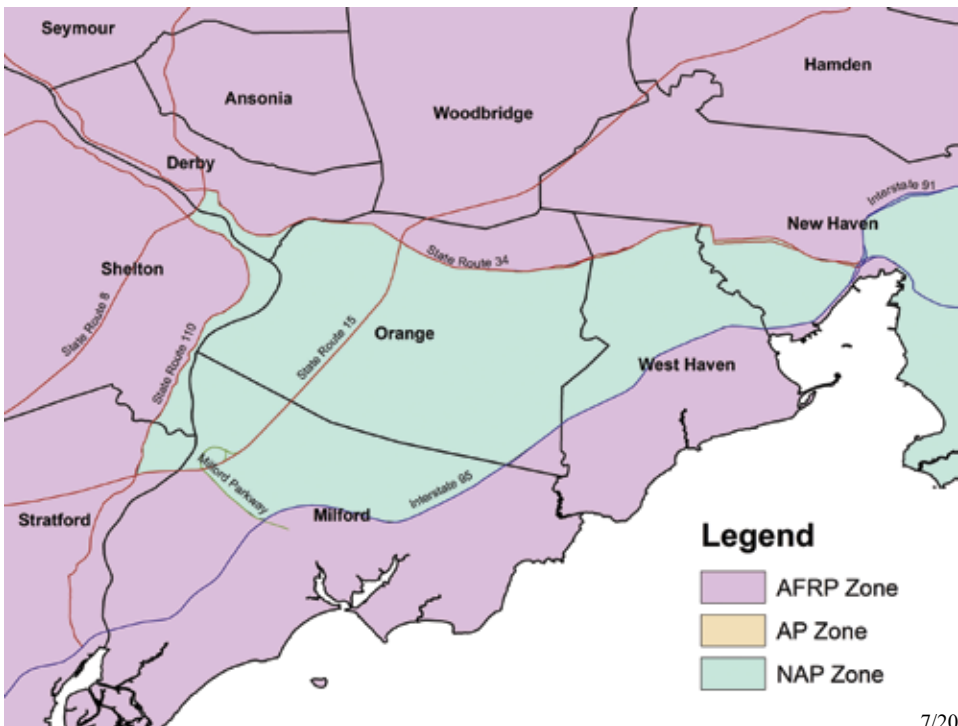 Seymour
Hamden
Ansonia
Woodbridge
Derby
Interstate 91
New Haven
State Route 34
Shelton
State Route 8
State Route 15
Orange
State Route 110
West Haven
Milford Parkway
Interstate 95
Stratford
Milford
Legend
AFRP Zone
AP Zone
NAP Zone
7/20